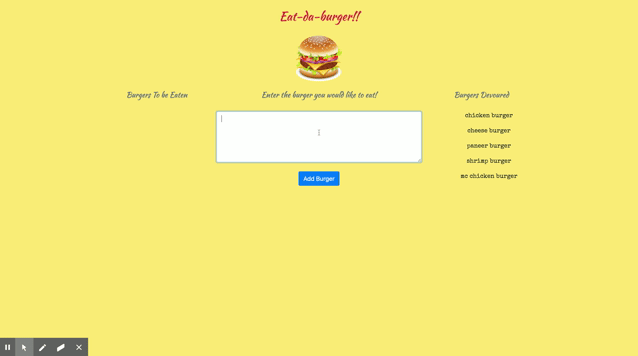 Eat-da-burger!!
Burgers To be Eaten
Enter the burger you would like to eat!
Burgers Devoured
chicken burger
cheese burger
paneer burger
shrimp burger
mc chicken burger
Add Burger